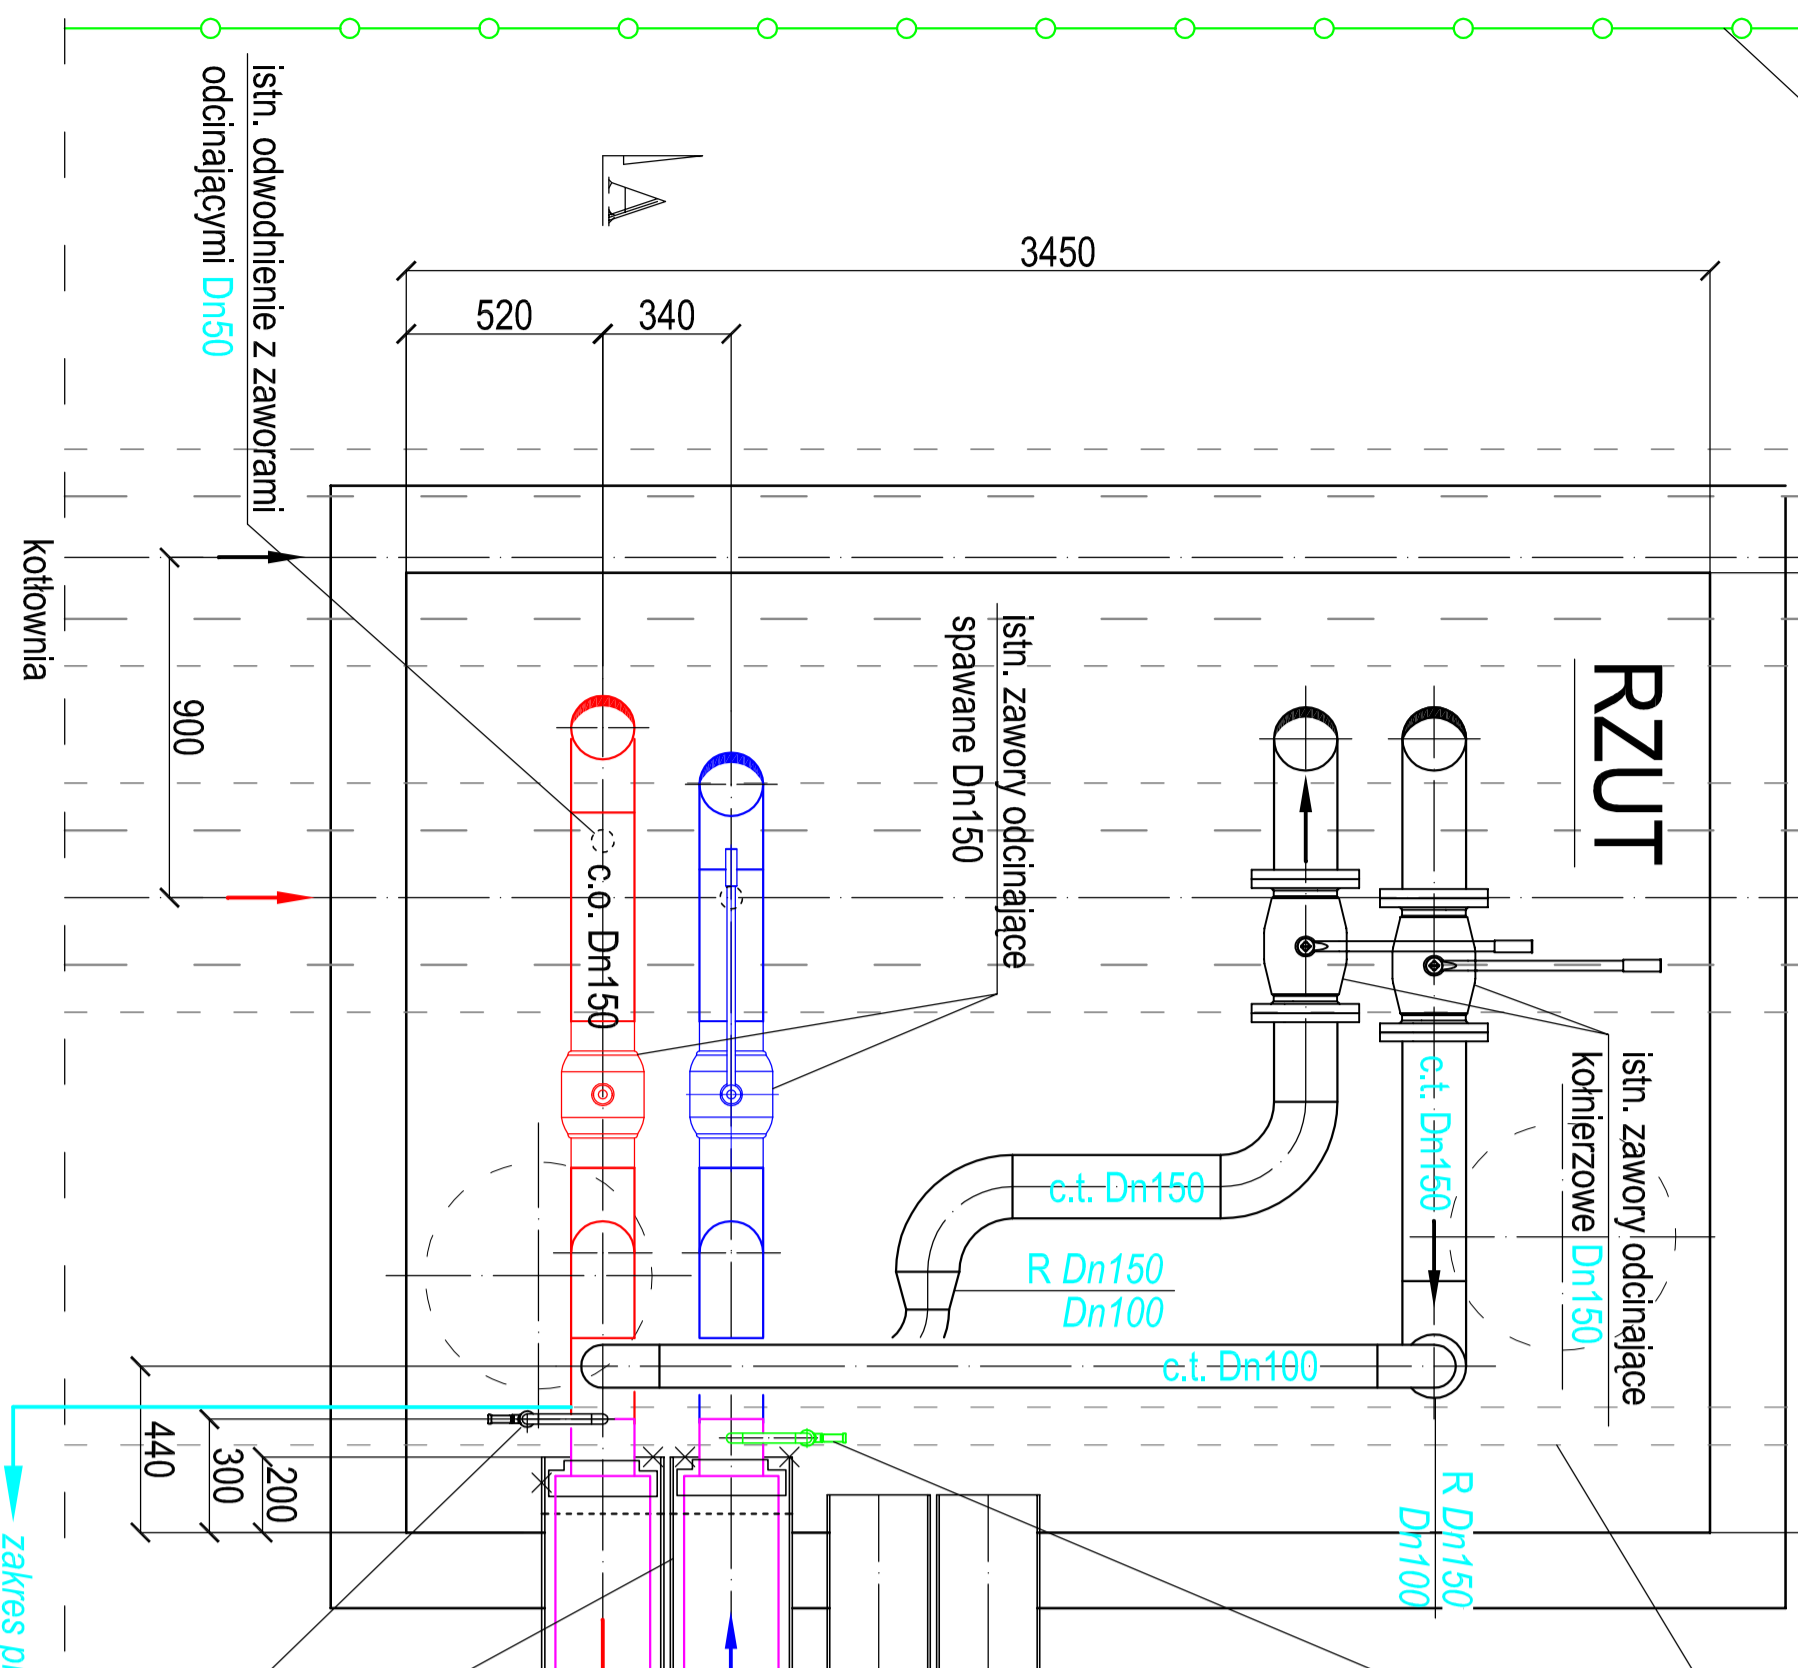 istn. odwodnienie z zaworami
odcinającymi Dn50
A
3450
520
340
kotłownia
900
RZUT
istn. zawory odcinające
spawane Dn150
c.o. Dn150
istn. zawory odcinające
kołnierzowe Dn150
c.t. Dn150
c.t. Dn150
R Dn150
Dn100
c.t. Dn100
440
300
200
R Dn150
Dn100
zakres